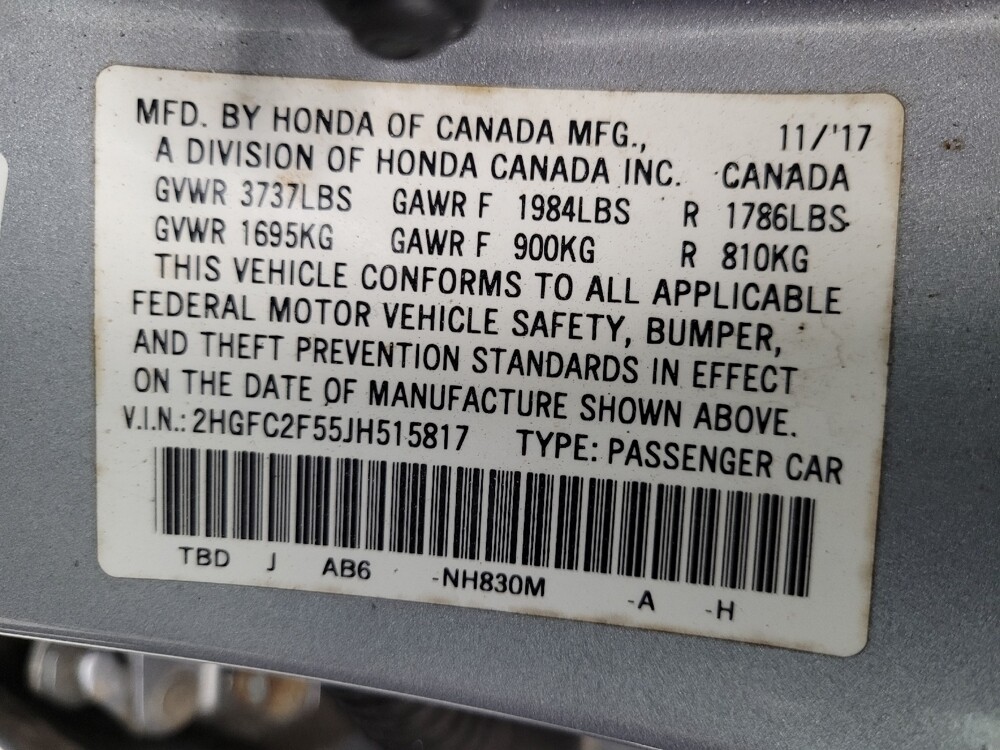 MFD. BY HONDA OF CANADA MFG., 11/'17
A DIVISION OF HONDA CANADA INC. CANADA
GVWR 3737LBS GAWR F 1984LBS R 1786LBS
GVWR 1695KG GAWR F 900KG R 810KG
THIS VEHICLE CONFORMS TO ALL APPLICABLE
FEDERAL MOTOR VEHICLE SAFETY, BUMPER,
AND THEFT PREVENTION STANDARDS IN EFFECT
ON THE DATE OF MANUFACTURE SHOWN ABOVE.
V.I.N.: 2HGFC2F55JH515817 TYPE: PASSENGER CAR
TBD J AB6 -NH830M -A -H